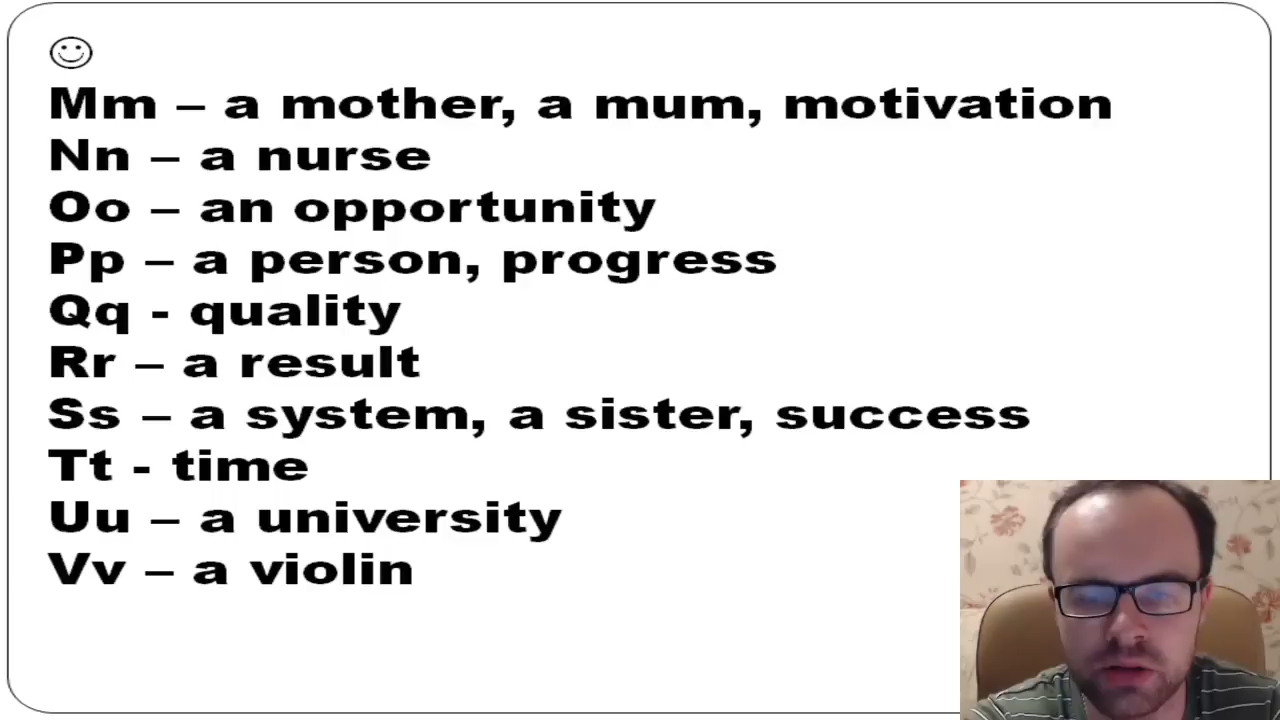 Mm – a mother, a mum, motivation
Nn – a nurse
Oo – an opportunity
Pp – a person, progress
Qq - quality
Rr – a result
Ss – a system, a sister, success
Tt - time
Uu – a university
Vv – a violin